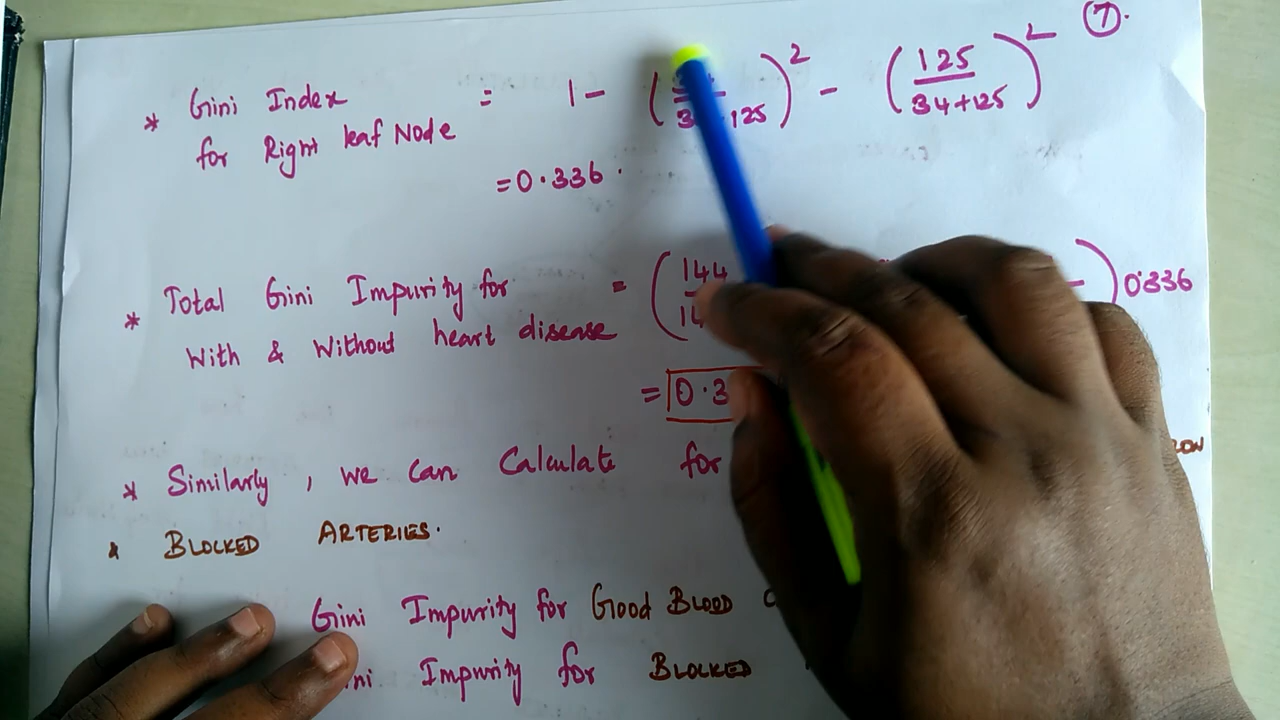 7.
* Gini Index = 1 - ( 125 )² - ( 125 / 34+125 )²
for Right leaf Node
= 0.336.
* Total Gini Impurity for = ( 144 ) 0.336
With & Without heart disease
= 0.3
* Similarly, we can Calculate for
& BLOCKED ARTERIES.
Gini Impurity for Good BLOOD
Impurity for BLOCKED